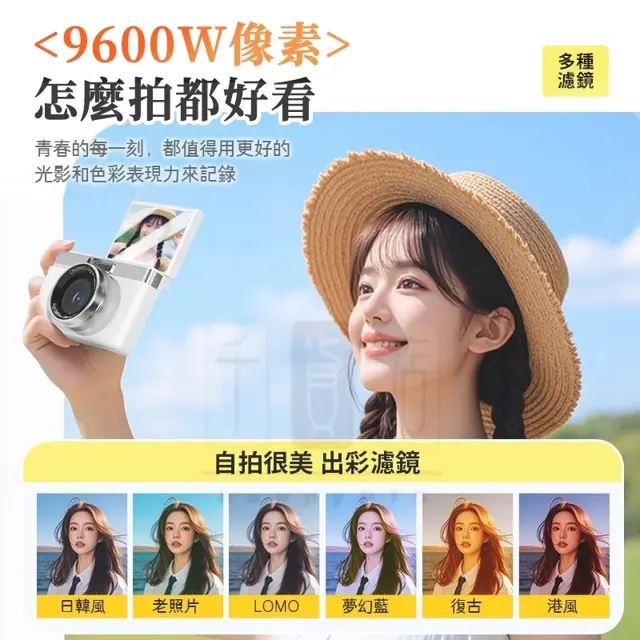 <9600W像素>
怎麼拍都好看
多種
濾鏡
青春的每一刻，都值得用更好的
光影和色彩表現力來記錄
自拍很美 出彩濾鏡
日韓風
老照片
LOMO
夢幻藍
復古
港風